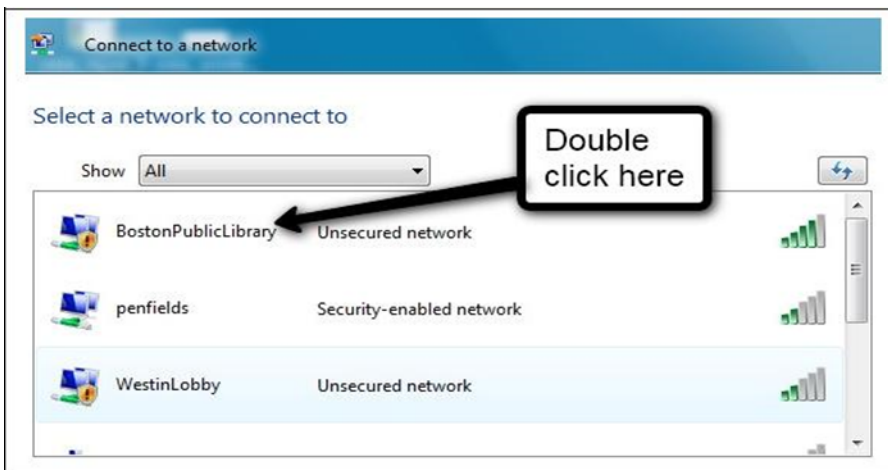 Connect to a network
Select a network to connect to
Show All
Double
click here
BostonPublicLibrary Unsecured network
penfields Security-enabled network
WestinLobby Unsecured network